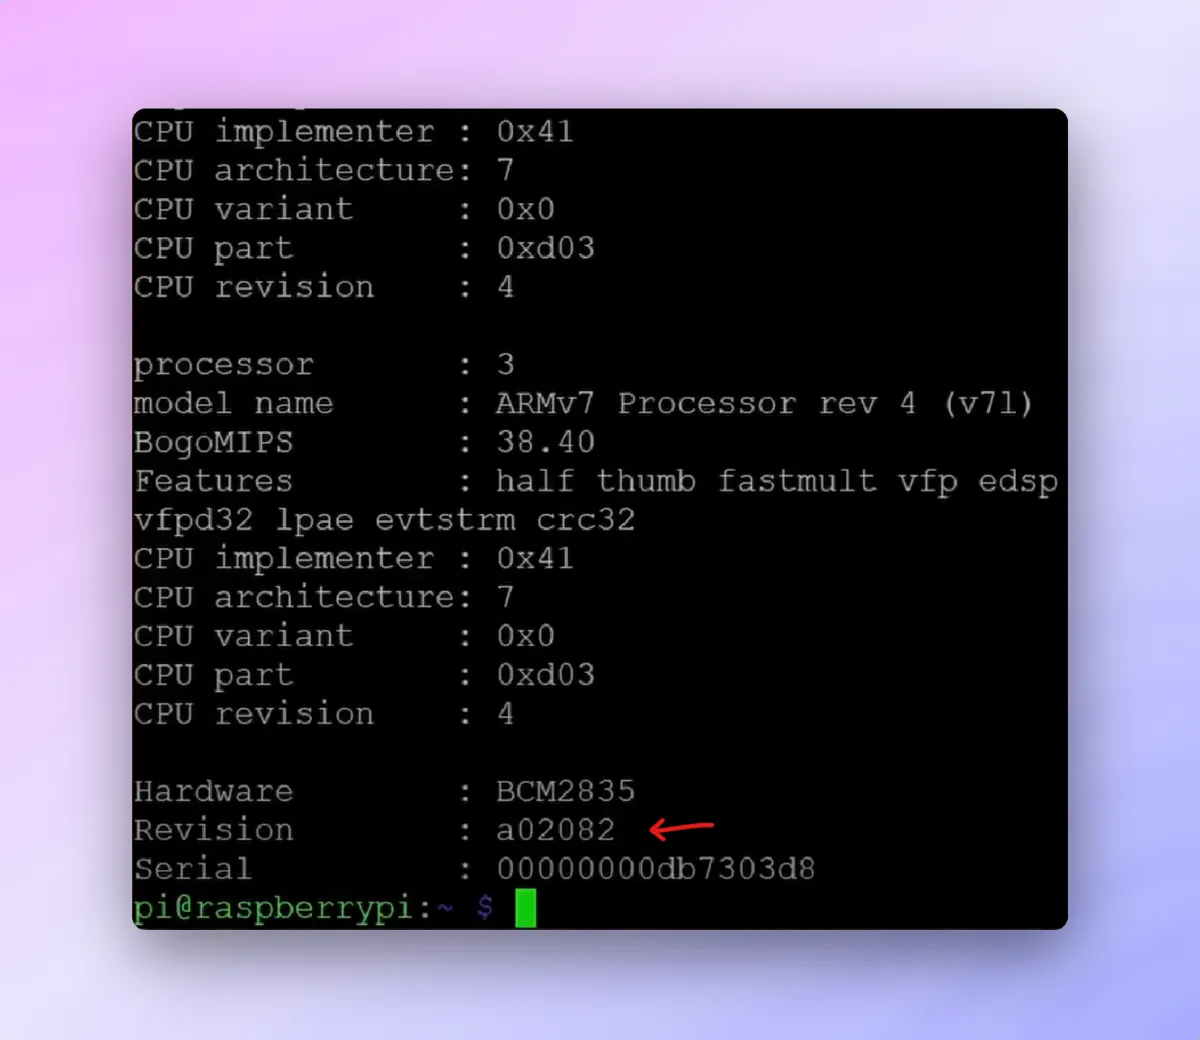 CPU implementer : 0x41
CPU architecture: 7
CPU variant : 0x0
CPU part : 0xd03
CPU revision : 4
processor : 3
model name : ARMv7 Processor rev 4 (v7l)
BogoMIPS : 38.40
Features : half thumb fastmult vfp edsp
vfpd32 lpae evtstrm crc32
CPU implementer : 0x41
CPU architecture: 7
CPU variant : 0x0
CPU part : 0xd03
CPU revision : 4
Hardware : BCM2835
Revision : a02082
Serial : 00000000db7303d8
pi@raspberrypi:~ $